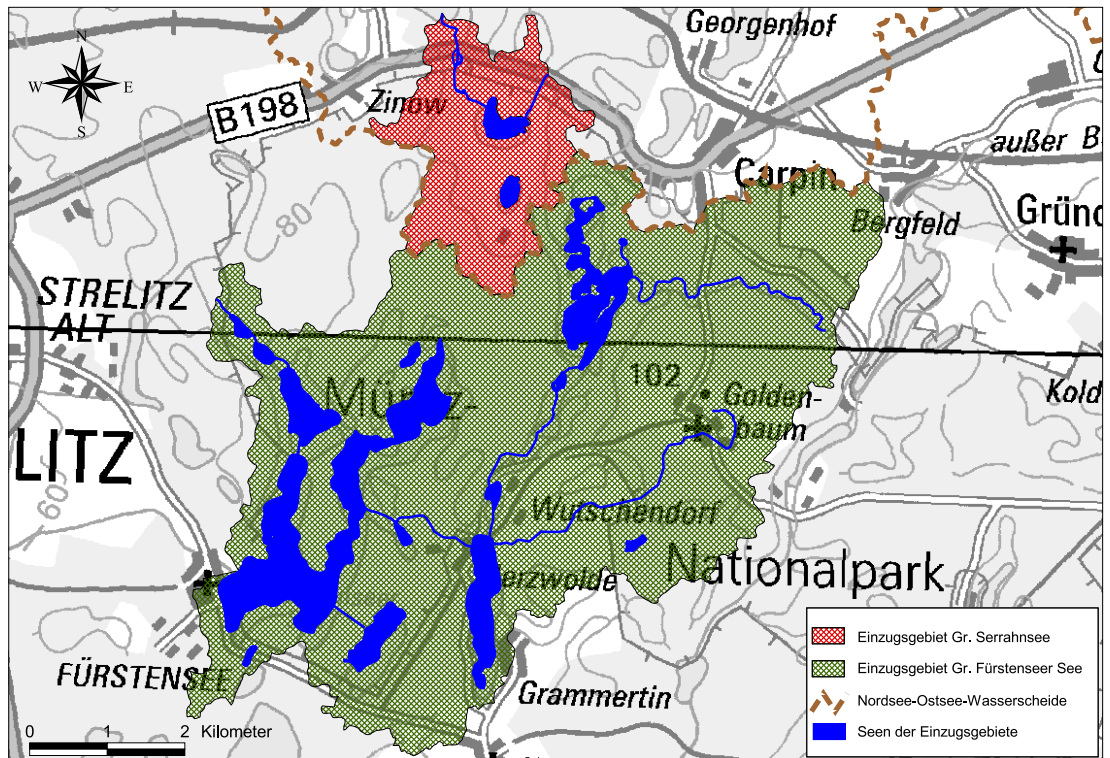 Georgenhof
N
W
E
S
Zinow
B198
außer B
Carpin
Bergfeld
Gründ
80
STRELITZ
ALT
102
Golden-
baum
Kold
Müritz-
LITZ
60
Wutschendorf
Nationalpark
erzwolde
FÜRSTENSEE
Grammertin
0
1
2
Kilometer
Einzugsgebiet Gr. Serrahnsee
Einzugsgebiet Gr. Fürstenseer See
Nordsee-Ostsee-Wasserscheide
Seen der Einzugsgebiete